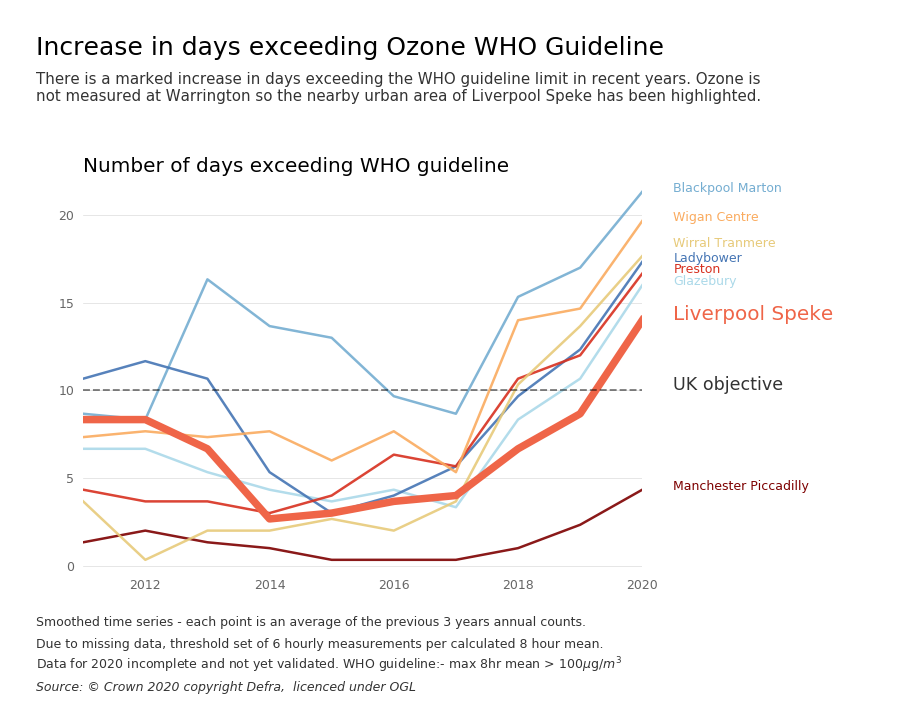 Increase in days exceeding Ozone WHO Guideline
There is a marked increase in days exceeding the WHO guideline limit in recent years. Ozone is
not measured at Warrington so the nearby urban area of Liverpool Speke has been highlighted.
Number of days exceeding WHO guideline
Blackpool Marton
20
Wigan Centre
Wirral Tranmere
Ladybower
Preston
Glazebury
15
Liverpool Speke
10
UK objective
5
Manchester Piccadilly
0
2012 2014 2016 2018 2020
Smoothed time series - each point is an average of the previous 3 years annual counts.
Due to missing data, threshold set of 6 hourly measurements per calculated 8 hour mean.
Data for 2020 incomplete and not yet validated. WHO guideline:- max 8hr mean > 100μg/m³
Source: © Crown 2020 copyright Defra,  licenced under OGL